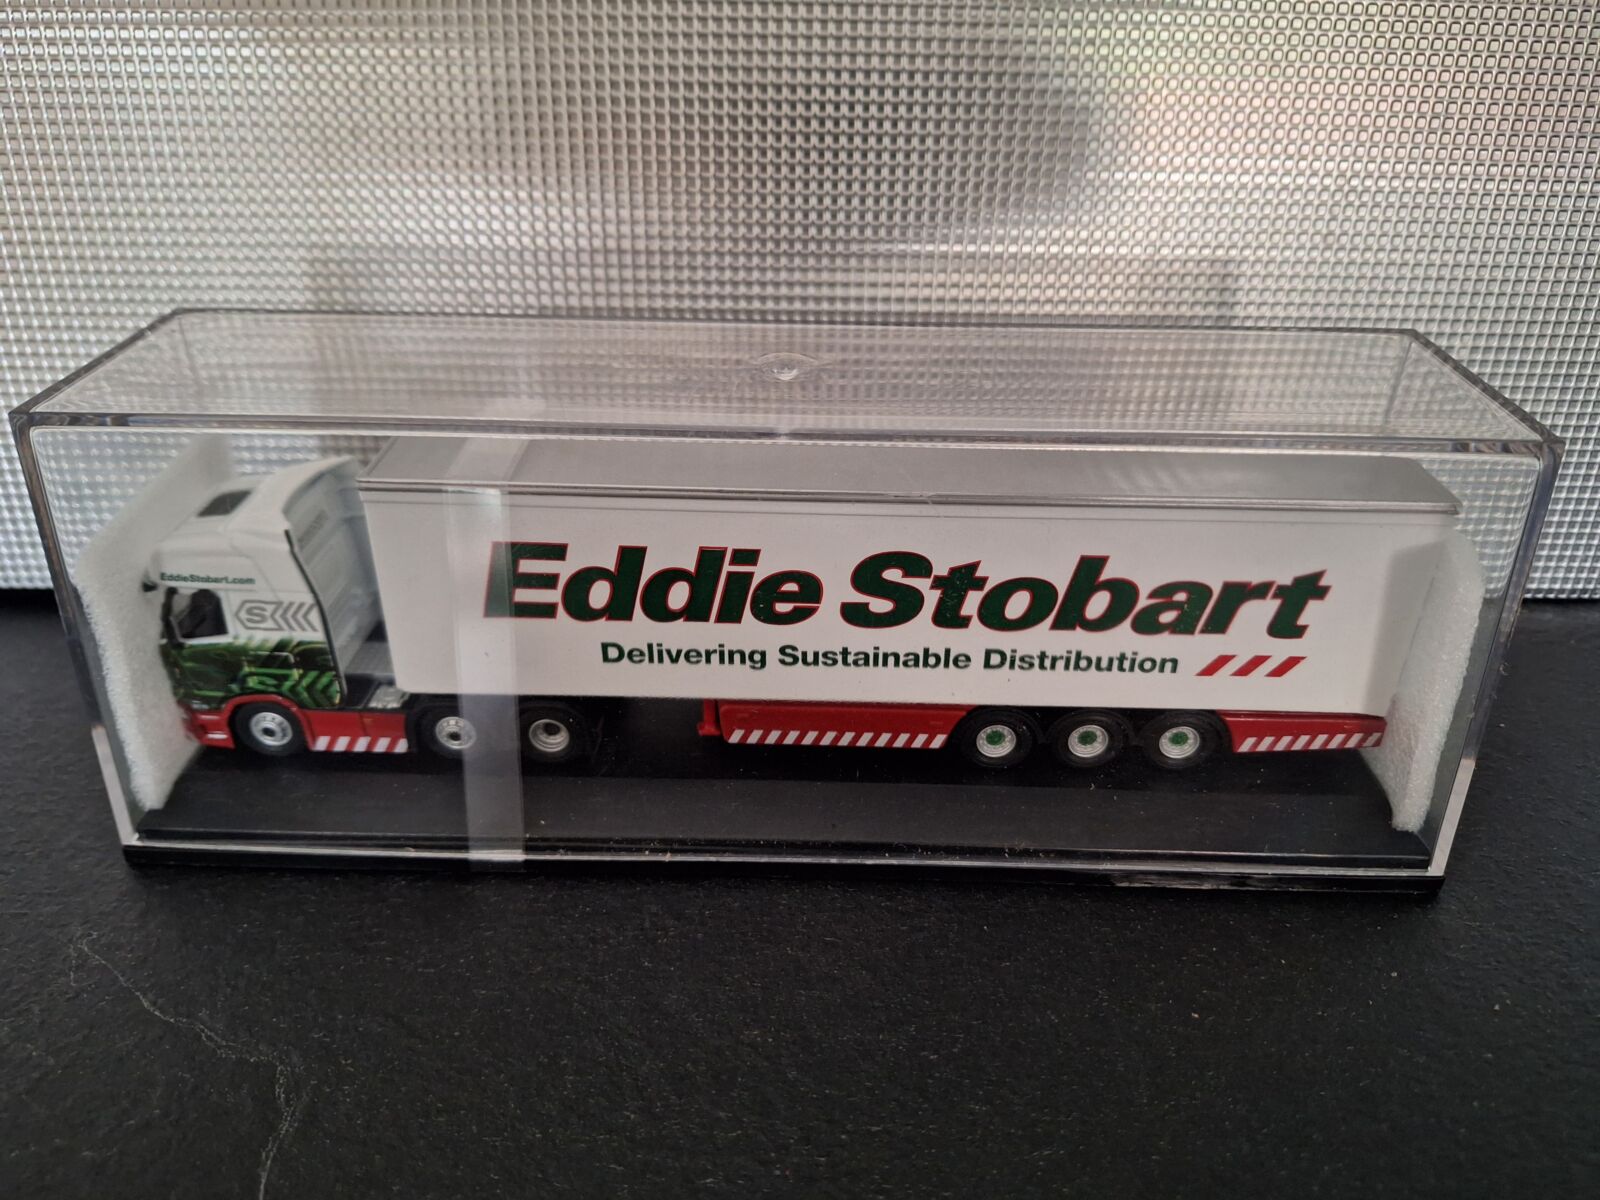 EddieStobart.com
S
Eddie Stobart
Delivering Sustainable Distribution